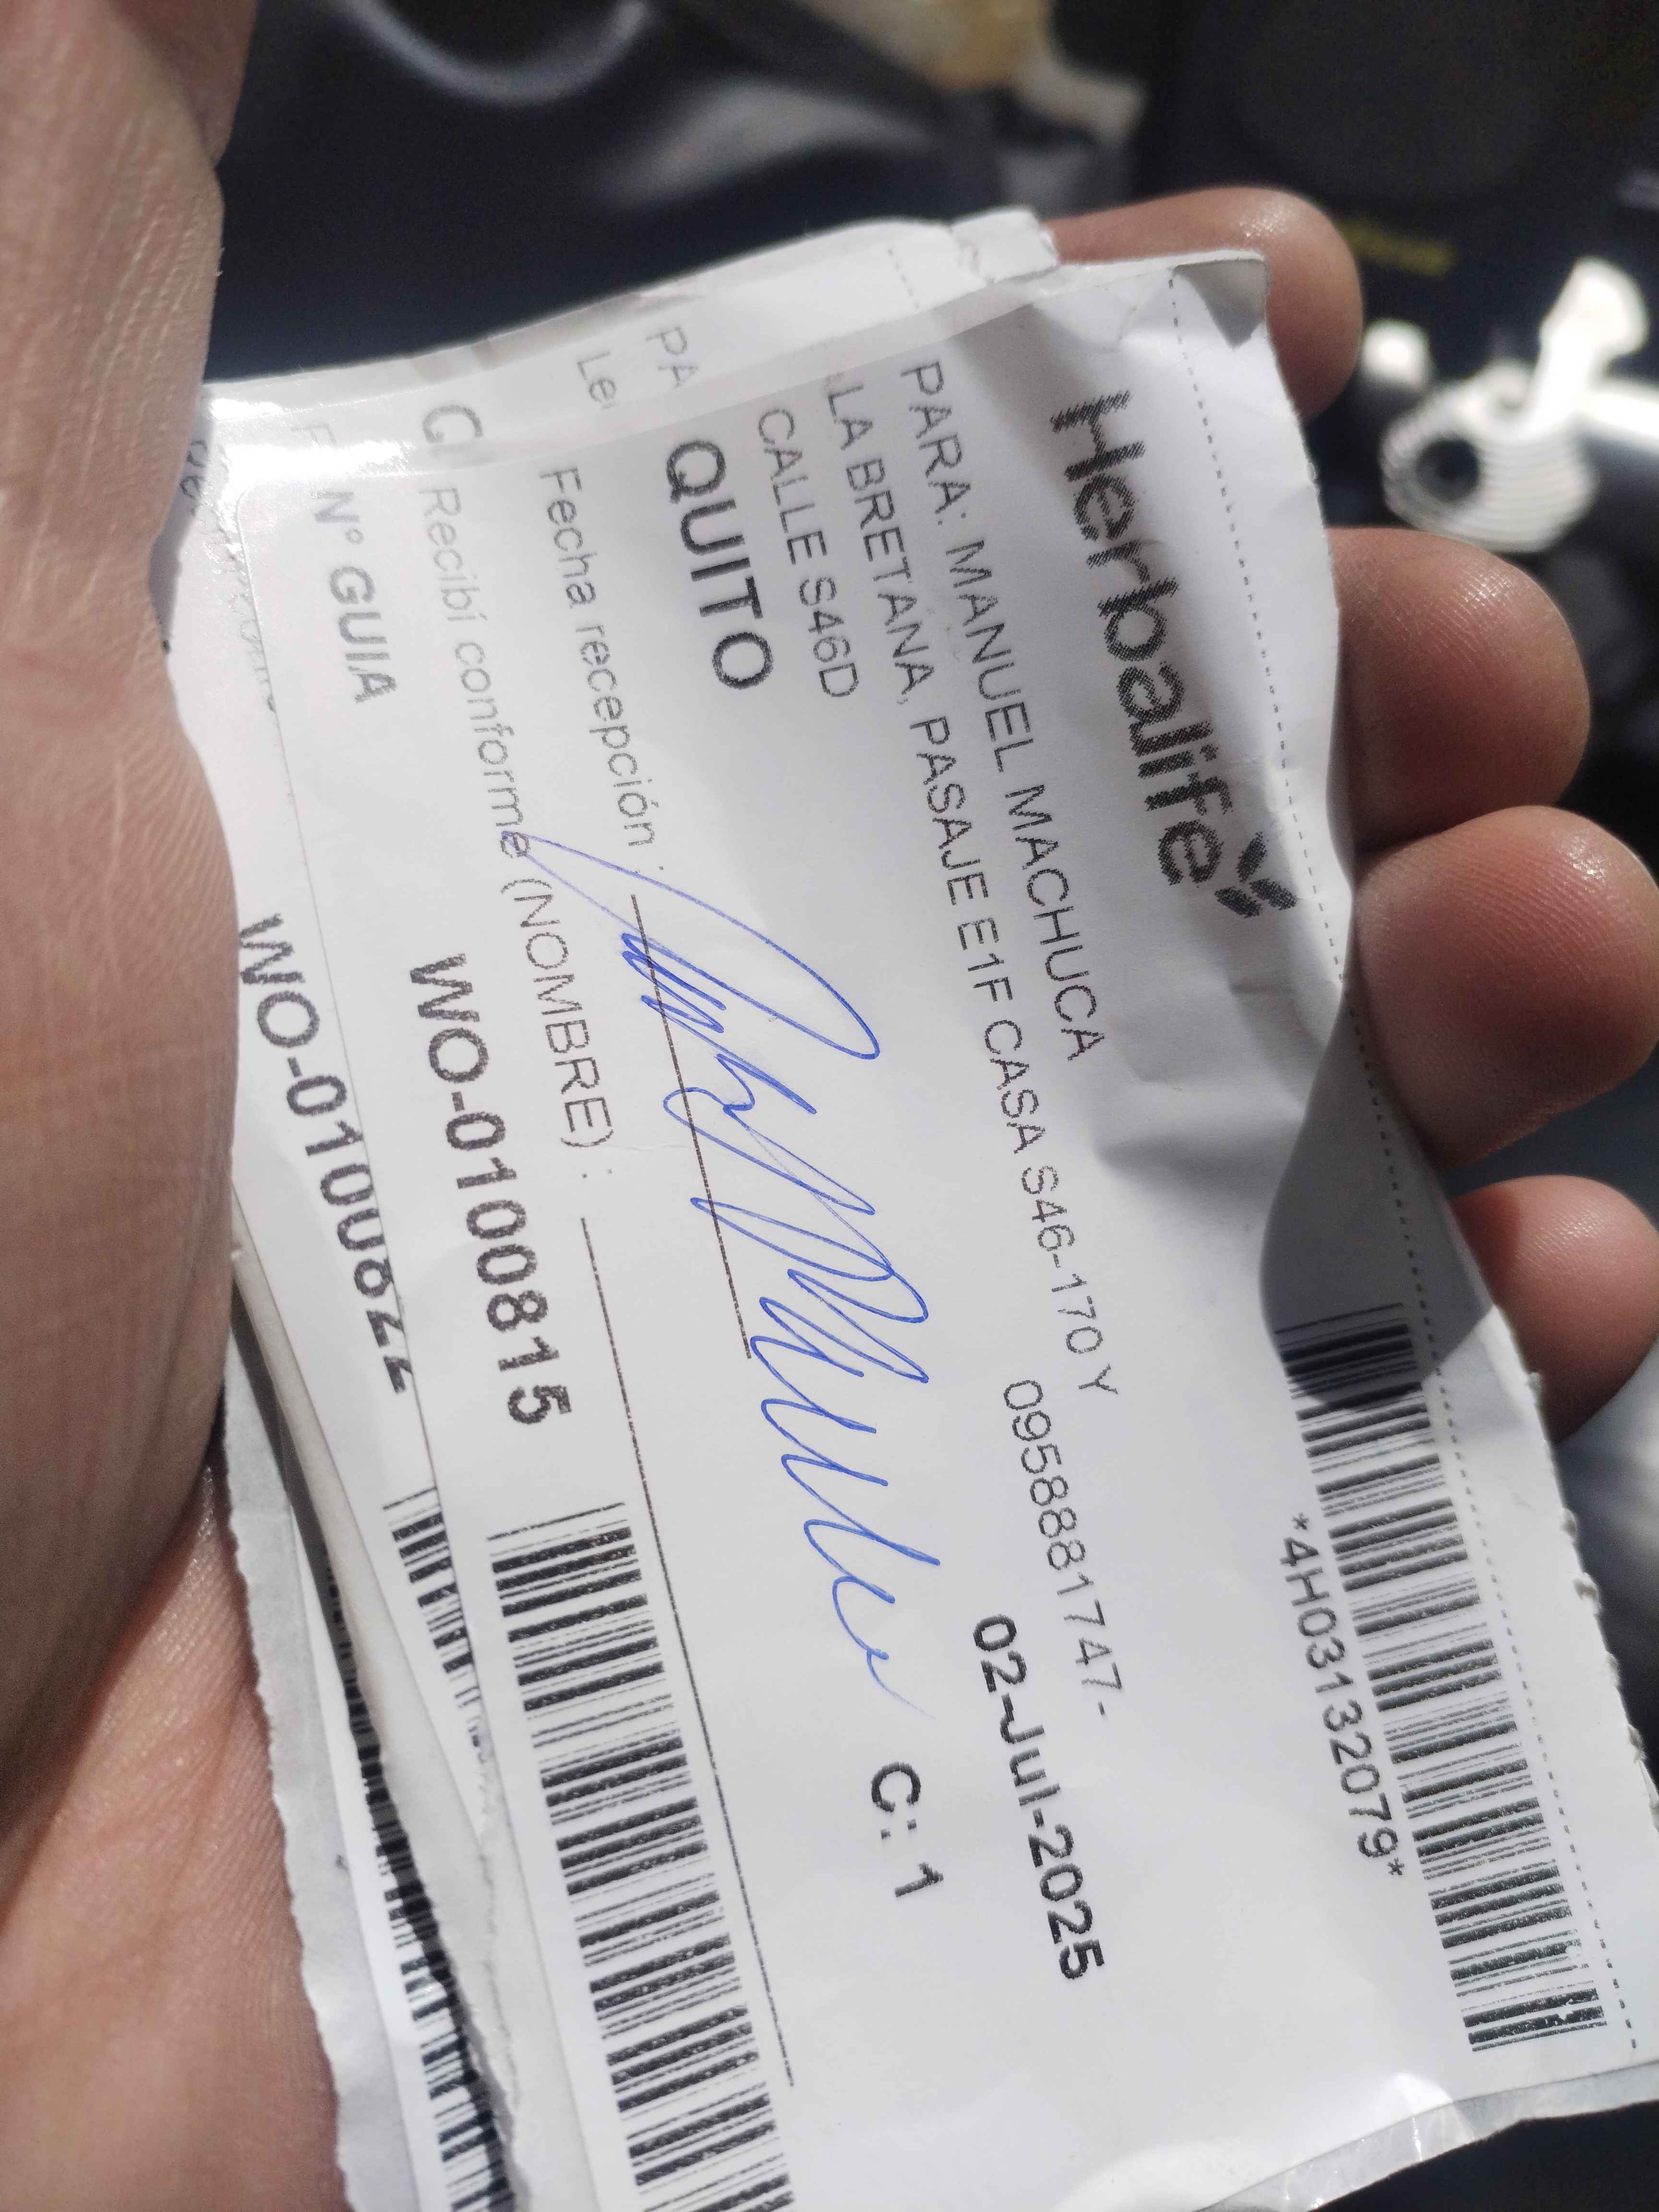 Herbalife
*4H03132079*
PARA: MANUEL MACHUCA
LA BRETANA, PASAJE E1F CASA S46-170 Y
0958881747-
CALLE S46D
02-Jul-2025
QUITO
C: 1
Fecha recepción :
Recibí conforme (NOMBRE) :
Nº GUIA
WO-0100815
WO-0100822